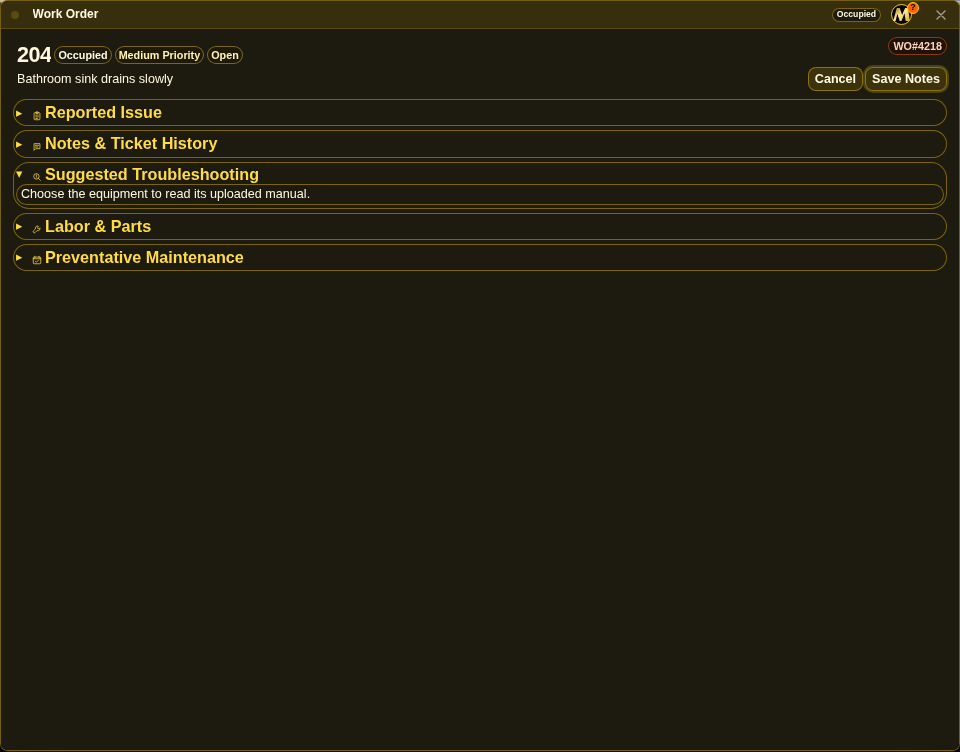 Work Order
Occupied
M?
WO#4218
204 Occupied Medium Priority Open
Bathroom sink drains slowly
Cancel Save Notes
Reported Issue
Notes & Ticket History
Suggested Troubleshooting
Choose the equipment to read its uploaded manual.
Labor & Parts
Preventative Maintenance